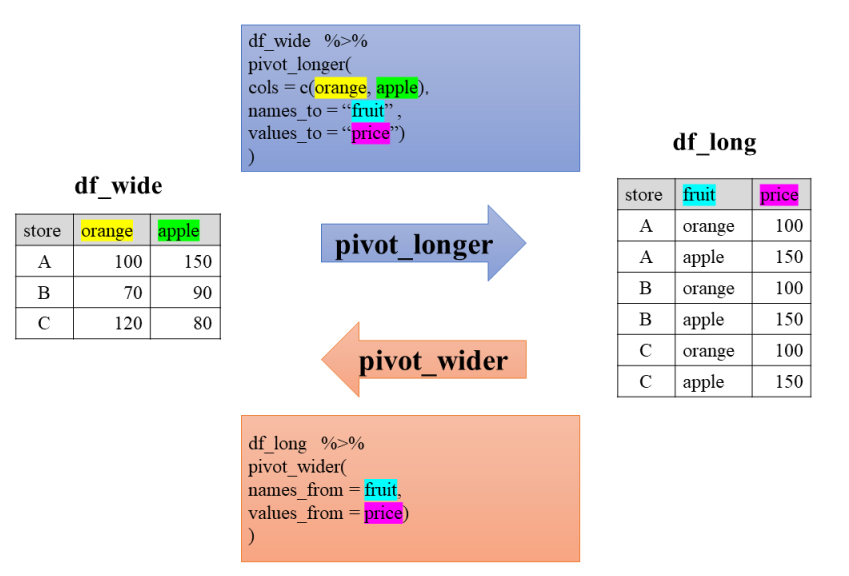 df_wide %>%
pivot_longer(
cols = c(orange, apple),
names_to = “fruit” ,
values_to = “price”)
)
df_wide
store orange apple
A 100 150
B 70 90
C 120 80
pivot_longer
pivot_wider
df_long
store fruit price
A orange 100
A apple 150
B orange 100
B apple 150
C orange 100
C apple 150
df_long %>%
pivot_wider(
names_from = fruit,
values_from = price)
)